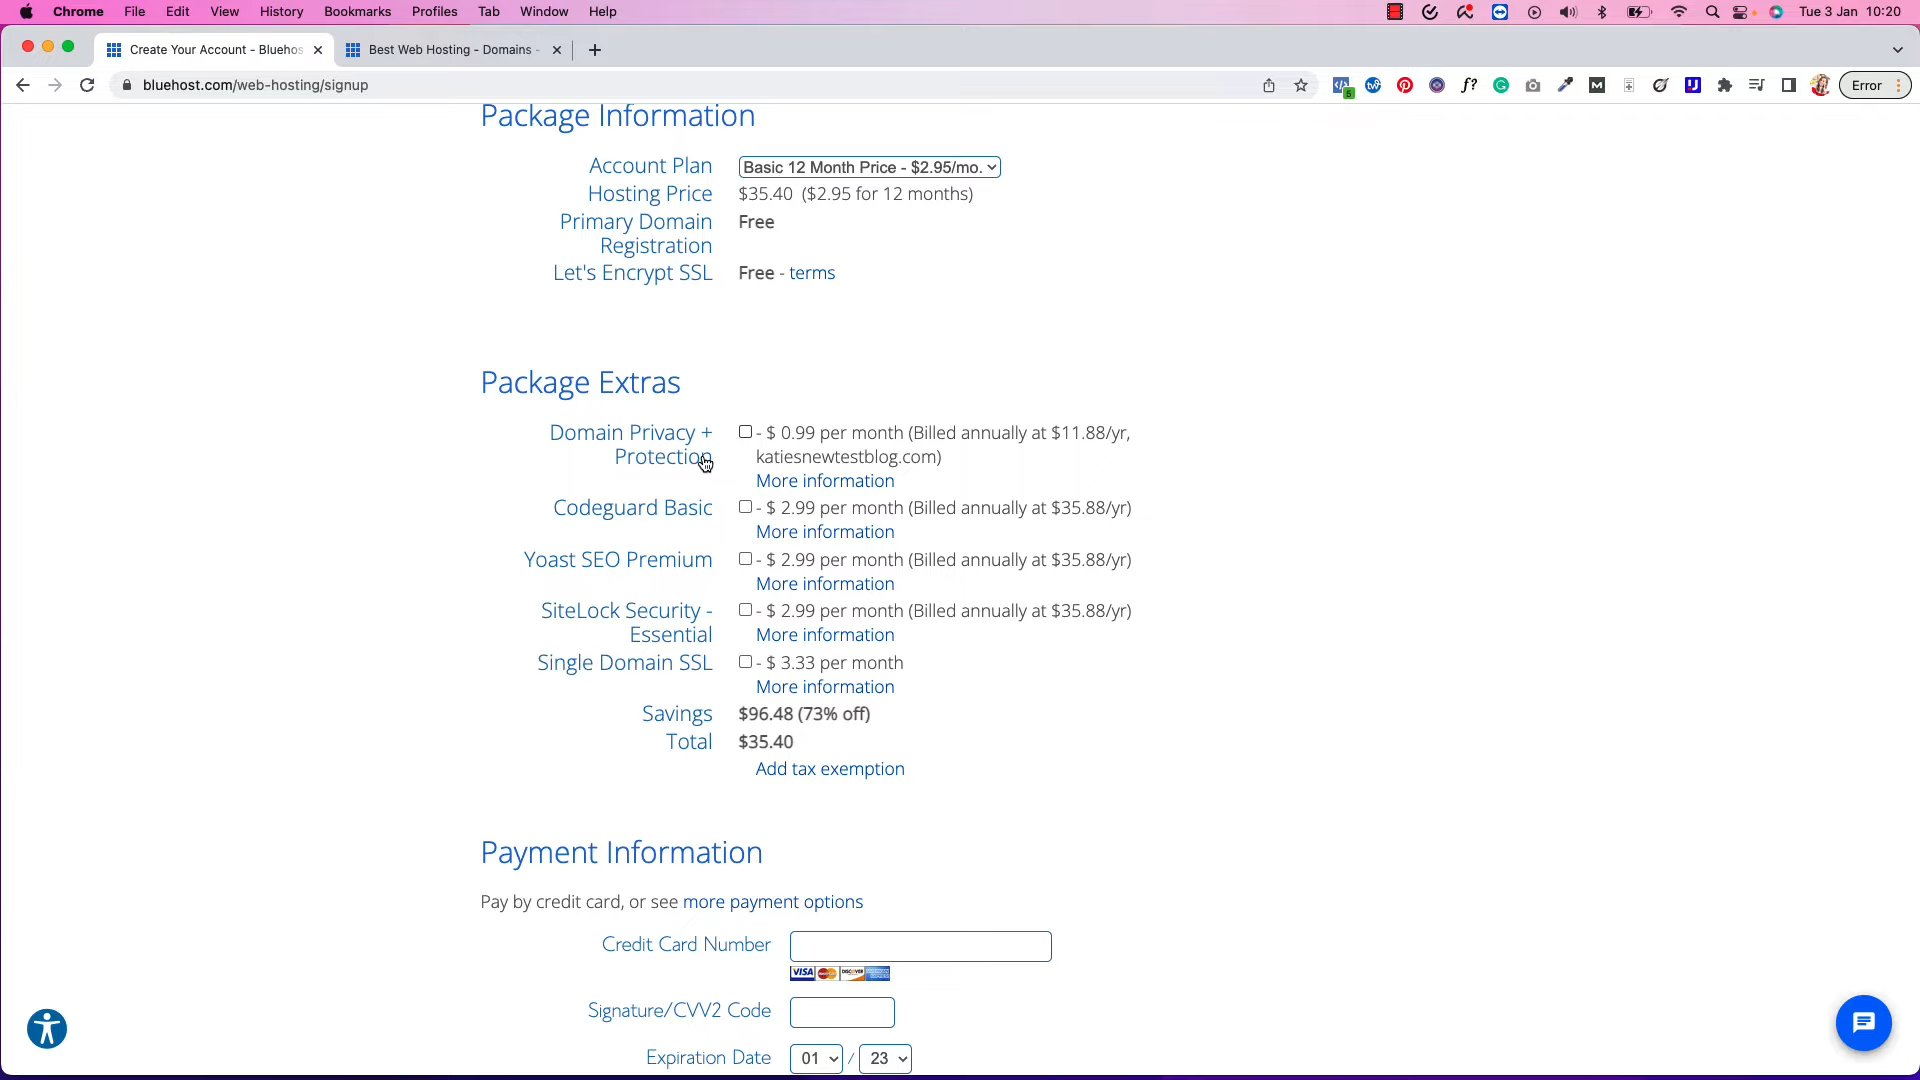 Chrome File Edit View History Bookmarks Profiles Tab Window Help Tue 3 Jan 10:20
Create Your Account - Bluehos Best Web Hosting - Domains -
bluehost.com/web-hosting/signup f? 5 M Error
Package Information
Account Plan Basic 12 Month Price - $2.95/mo.
Hosting Price $35.40 ($2.95 for 12 months)
Primary Domain Free
Registration
Let's Encrypt SSL Free - terms
Package Extras
Domain Privacy + - $ 0.99 per month (Billed annually at $11.88/yr,
Protection katiesnewtestblog.com)
More information
Codeguard Basic - $ 2.99 per month (Billed annually at $35.88/yr)
More information
Yoast SEO Premium - $ 2.99 per month (Billed annually at $35.88/yr)
More information
SiteLock Security - - $ 2.99 per month (Billed annually at $35.88/yr)
Essential More information
Single Domain SSL - $ 3.33 per month
More information
Savings $96.48 (73% off)
Total $35.40
Add tax exemption
Payment Information
Pay by credit card, or see more payment options
Credit Card Number
VISA DISCOVER
Signature/CVV2 Code
Expiration Date 01 / 23